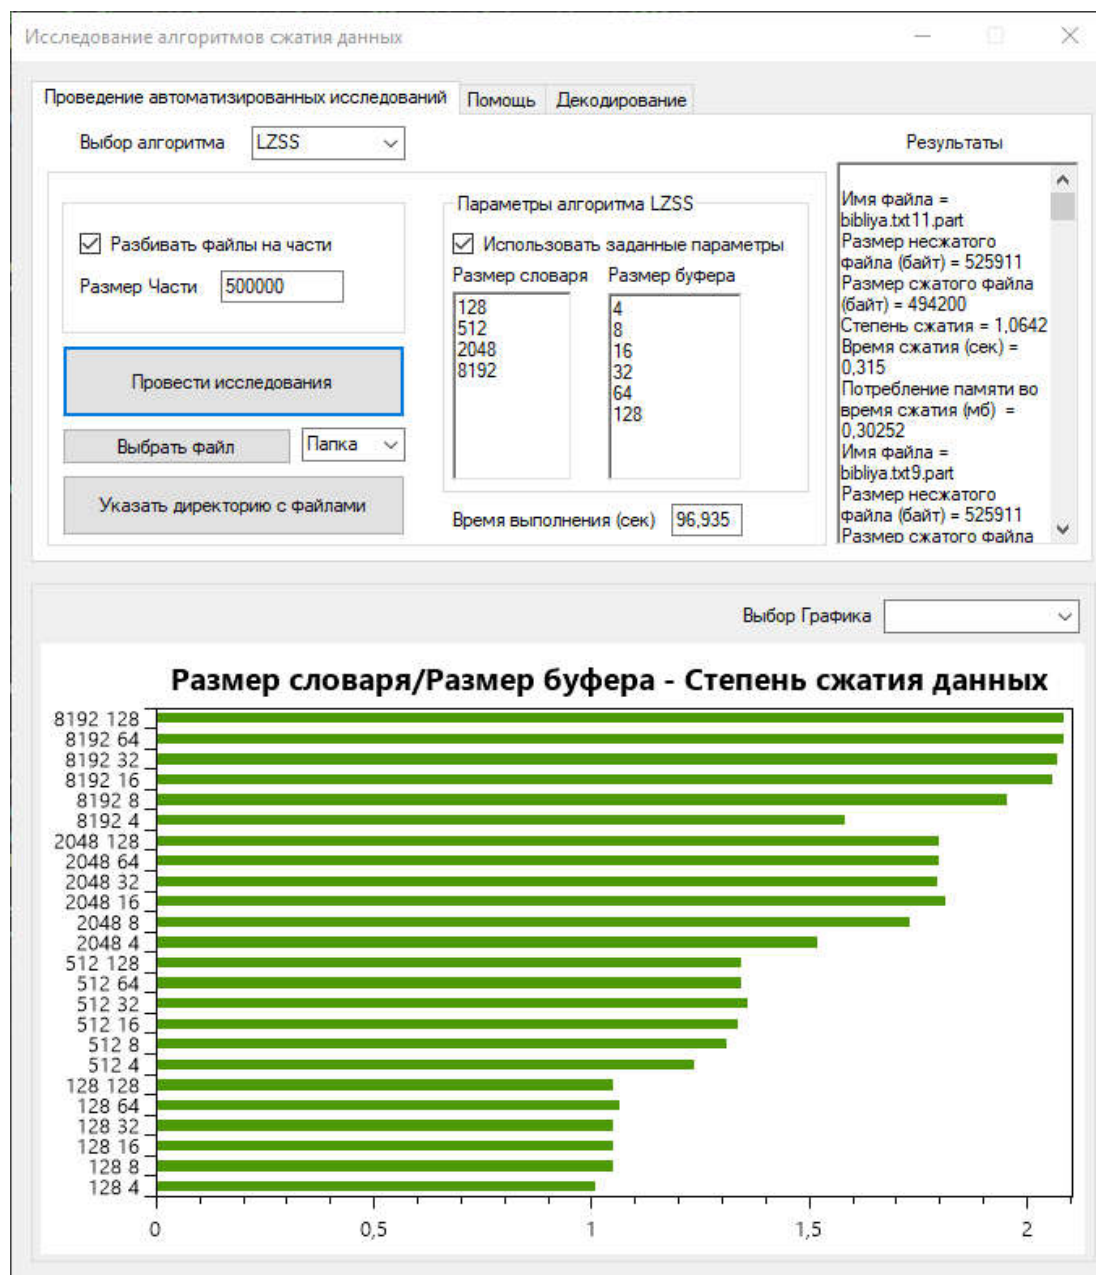 Исследование алгоритмов сжатия данных
Проведение автоматизированных исследований
Помощь
Декодирование
Выбор алгоритма
LZSS
Разбивать файлы на части
Размер Части
500000
Провести исследования
Выбрать файл
Папка
Указать директорию с файлами
Параметры алгоритма LZSS
Использовать заданные параметры
Размер словаря
128
512
2048
8192
Размер буфера
4
8
16
32
64
128
Время выполнения (сек)
96,935
Результаты
Имя файла =
bibliya.txt11.part
Размер несжатого
файла (байт) = 525911
Размер сжатого файла
(байт) = 494200
Степень сжатия = 1,0642
Время сжатия (сек) =
0,315
Потребление памяти во
время сжатия (мб)  =
0,30252
Имя файла =
bibliya.txt9.part
Размер несжатого
файла (байт) = 525911
Размер сжатого файла
Выбор Графика
Размер словаря/Размер буфера - Степень сжатия данных
8192 128
8192 64
8192 32
8192 16
8192 8
8192 4
2048 128
2048 64
2048 32
2048 16
2048 8
2048 4
512 128
512 64
512 32
512 16
512 8
512 4
128 128
128 64
128 32
128 16
128 8
128 4
0
0,5
1
1,5
2